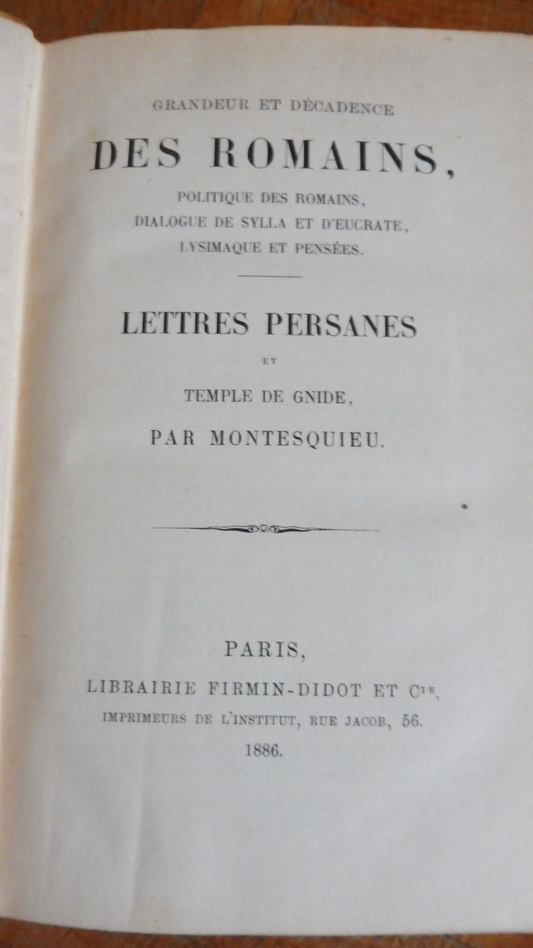 GRANDEUR ET DÉCADENCE
DES ROMAINS,
POLITIQUE DES ROMAINS,
DIALOGUE DE SYLLA ET D'EUCRATE,
LYSIMAQUE ET PENSÉES.
LETTRES PERSANES
ET
TEMPLE DE GNIDE,
PAR MONTESQUIEU.
PARIS,
LIBRAIRIE FIRMIN-DIDOT ET Cⁱᴱ,
IMPRIMEURS DE L'INSTITUT, RUE JACOB, 56.
1886.